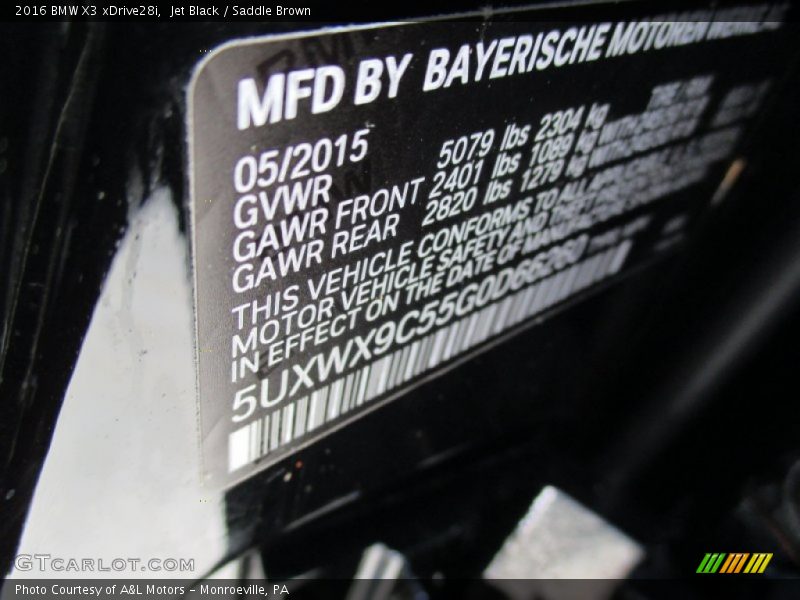 2016 BMW X3 xDrive28i, Jet Black / Saddle Brown
MFD BY BAYERISCHE MOTOREN
05/2015
GVWR 5079 lbs 2304 kg
GAWR FRONT 2401 lbs 1089 kg
GAWR REAR 2820 lbs 1279 kg
THIS VEHICLE CONFORMS TO ALL
MOTOR VEHICLE SAFETY AND THEFT
IN EFFECT ON THE DATE OF
5UXWX9C55G0D66260
GTCARLOT.COM
Photo Courtesy of A&L Motors - Monroeville, PA